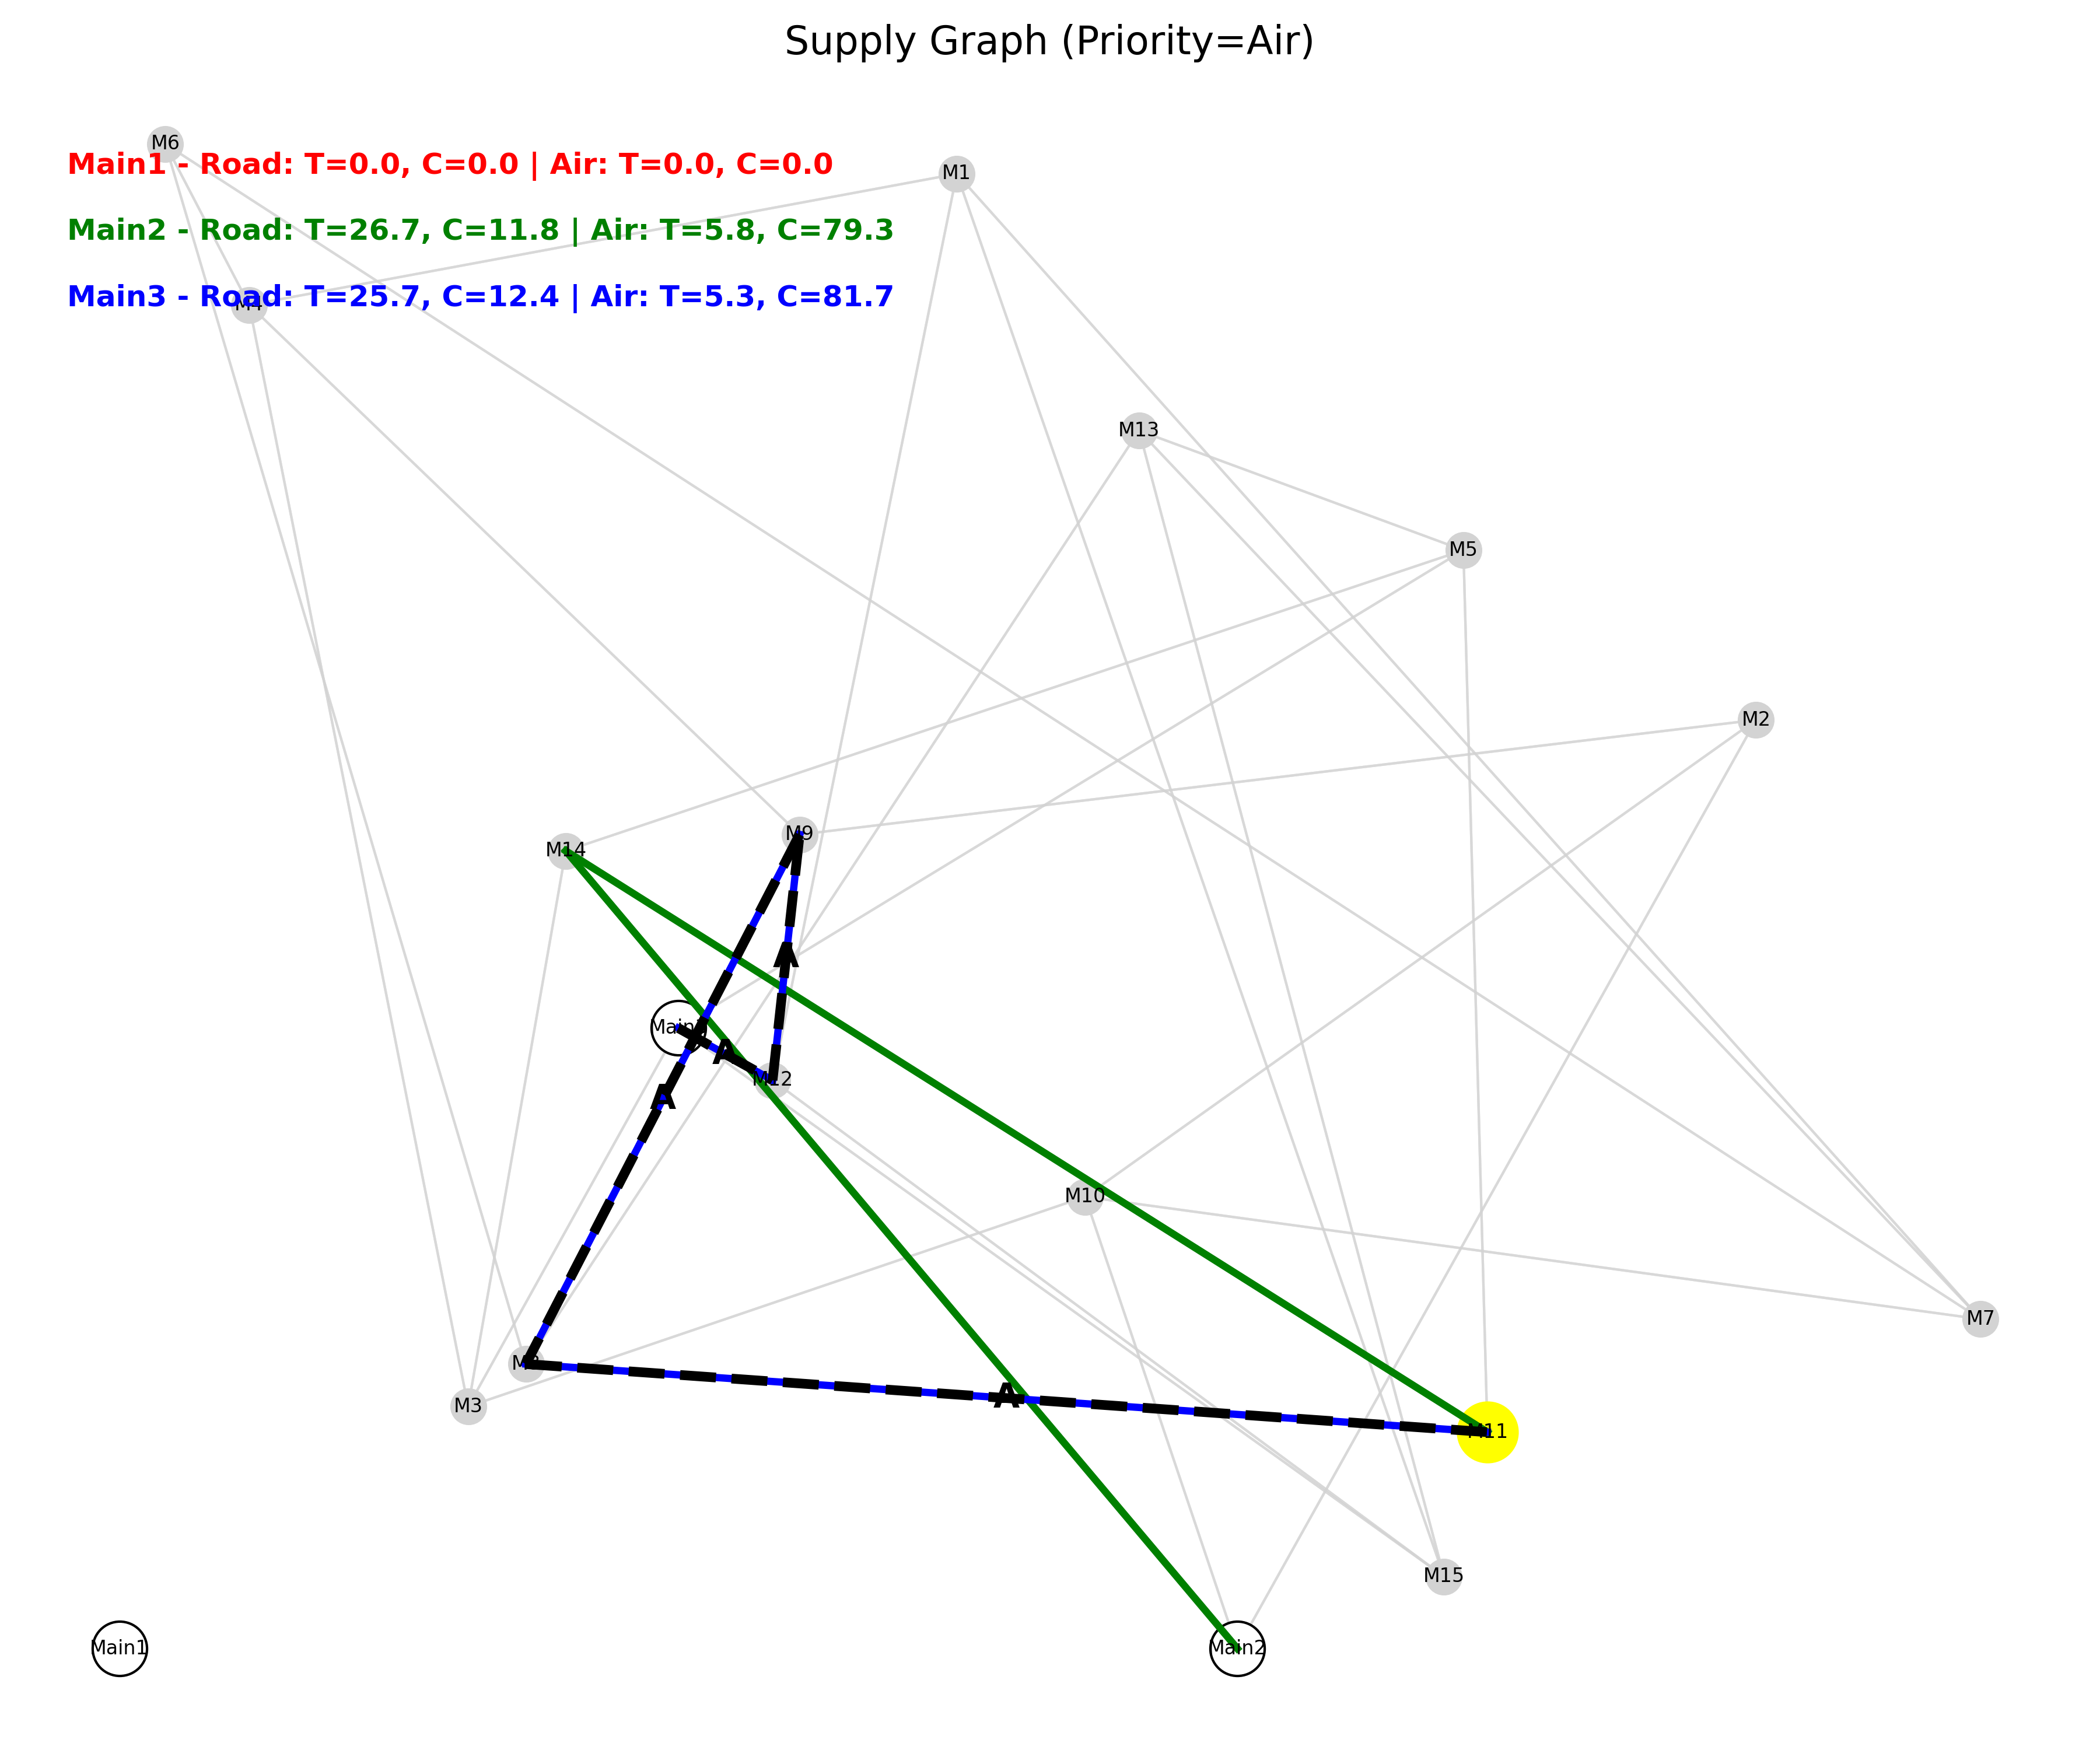 Supply Graph (Priority=Air)
M6
Main1 - Road: T=0.0, C=0.0 | Air: T=0.0, C=0.0
M1
Main2 - Road: T=26.7, C=11.8 | Air: T=5.8, C=79.3
Main3 - Road: T=25.7, C=12.4 | Air: T=5.3, C=81.7
M4
M13
M5
M2
M9
M14
A
A
M12
A
M10
M7
M3
A
M11
M15
Main1
Main2